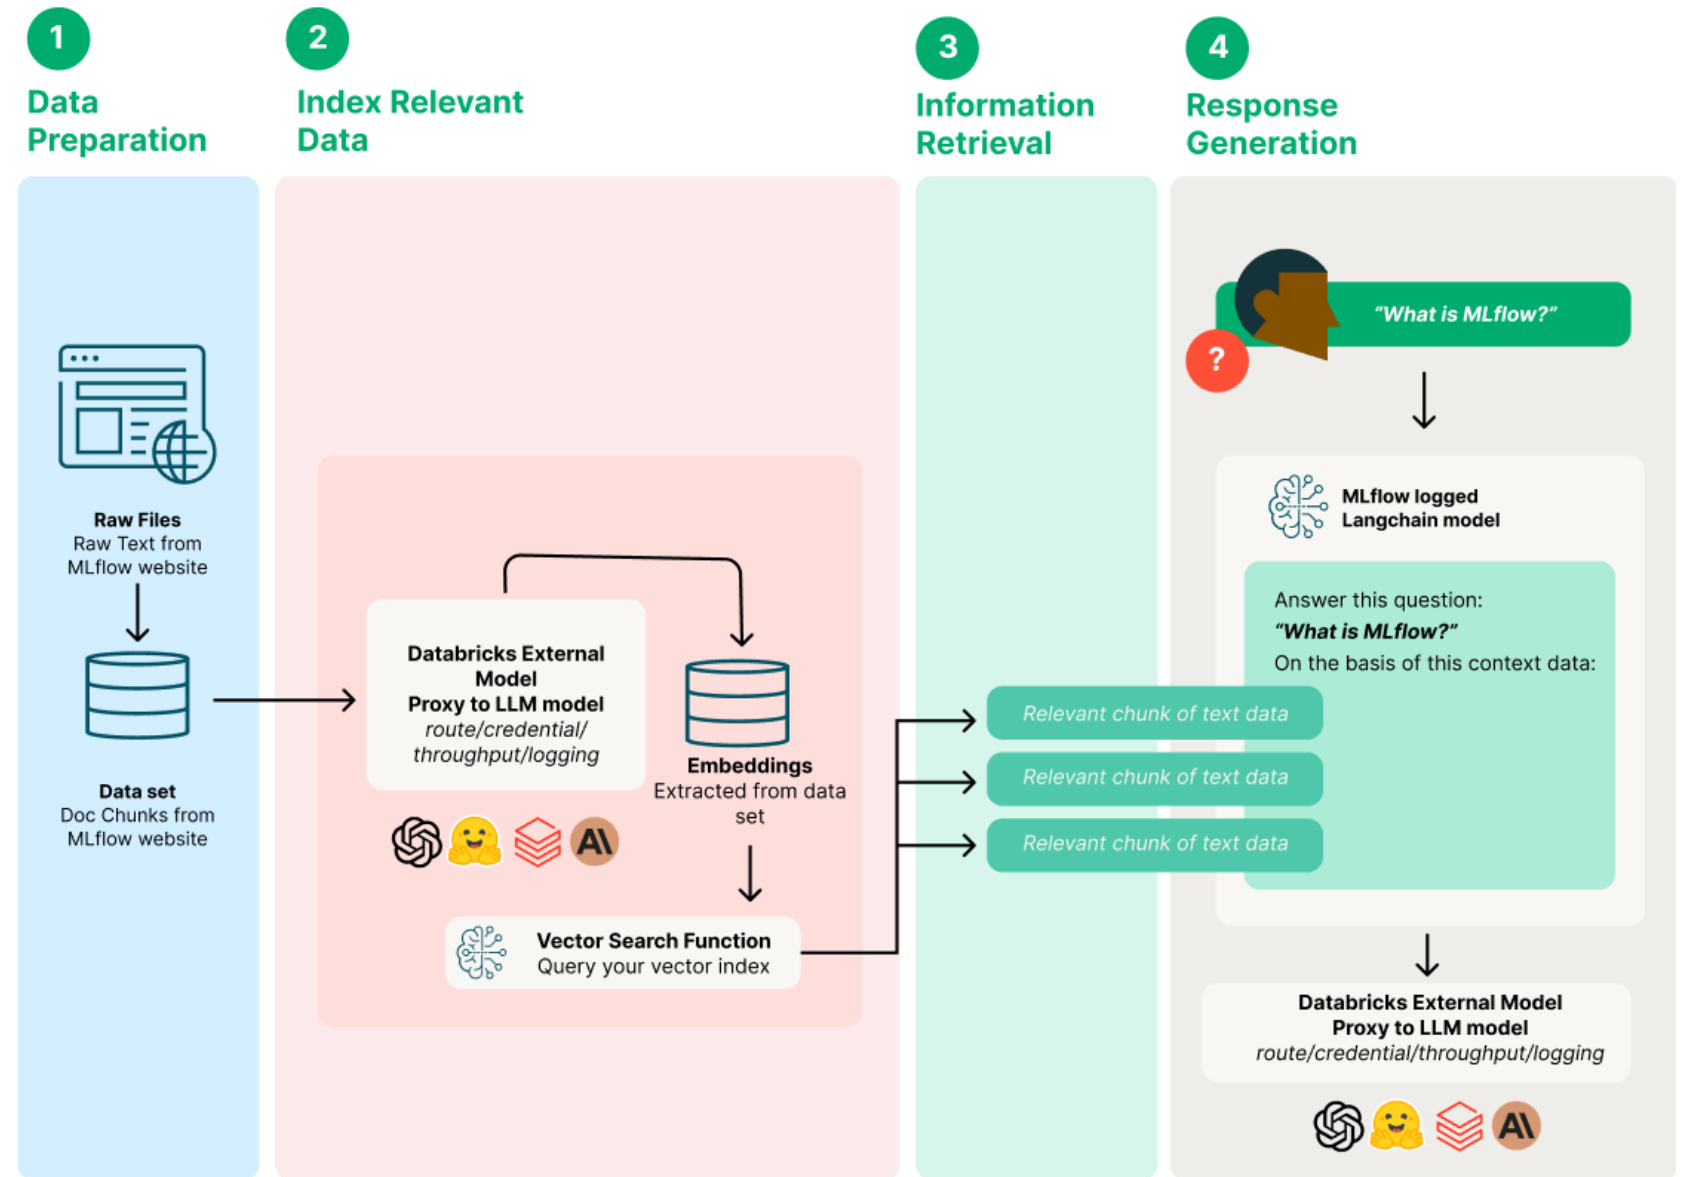 1
Data
Preparation
2
Index Relevant
Data
3
Information
Retrieval
4
Response
Generation
Raw Files
Raw Text from
MLflow website
Data set
Doc Chunks from
MLflow website
Databricks External
Model
Proxy to LLM model
route/credential/
throughput/logging
Embeddings
Extracted from data
set
Vector Search Function
Query your vector index
Relevant chunk of text data
Relevant chunk of text data
Relevant chunk of text data
“What is MLflow?”
?
MLflow logged
Langchain model
Answer this question:
“What is MLflow?”
On the basis of this context data:
Databricks External Model
Proxy to LLM model
route/credential/throughput/logging